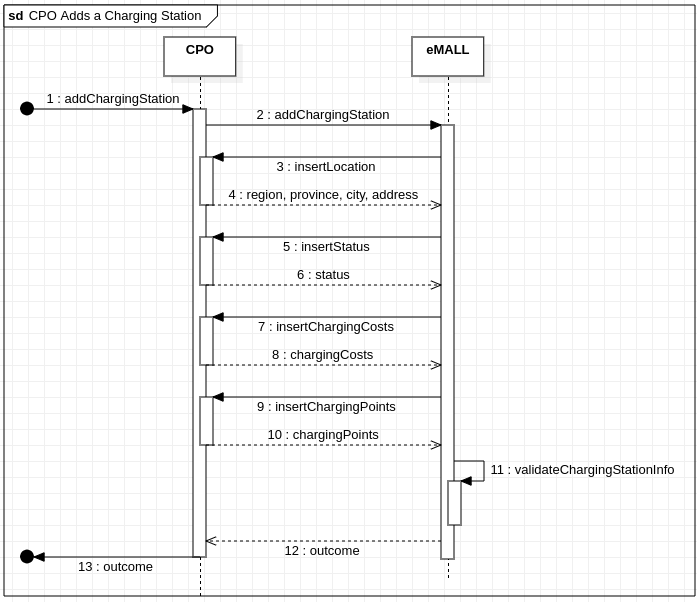 sd CPO Adds a Charging Station
CPO
eMALL
1 : addChargingStation
2 : addChargingStation
3 : insertLocation
4 : region, province, city, address
5 : insertStatus
6 : status
7 : insertChargingCosts
8 : chargingCosts
9 : insertChargingPoints
10 : chargingPoints
11 : validateChargingStationInfo
12 : outcome
13 : outcome